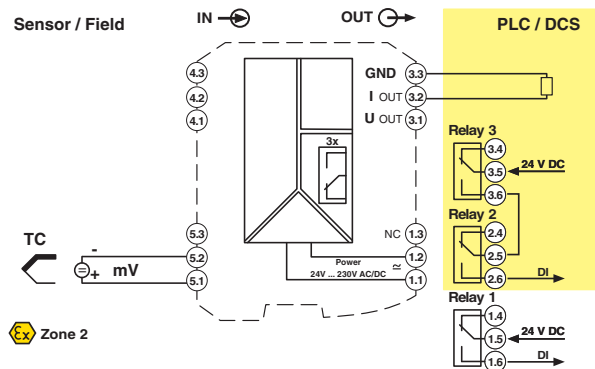 Sensor / Field
IN
OUT
PLC / DCS
4.3
4.2
4.1
GND 3.3
I OUT 3.2
U OUT 3.1
3x
Relay 3
3.4
3.5 24 V DC
3.6
Relay 2
2.4
2.5
2.6 DI
Relay 1
1.4
1.5 24 V DC
1.6 DI
TC
5.3
- 5.2
+ mV 5.1
NC 1.3
Power ≃ 1.2
24V ... 230V AC/DC 1.1
Ex Zone 2